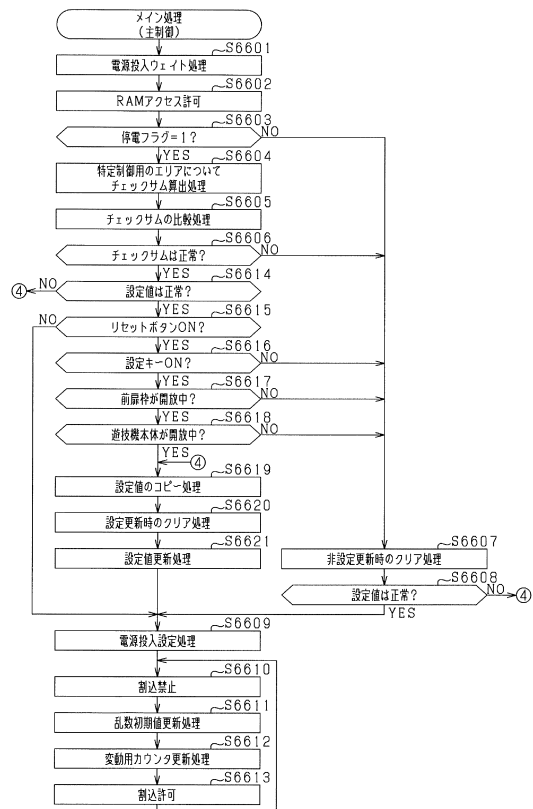 メイン処理
(主制御)
S6601
電源投入ウェイト処理
S6602
RAMアクセス許可
S6603
停電フラグ=1?
NO
YES
S6604
特定制御用のエリアについて
チェックサム算出処理
S6605
チェックサムの比較処理
S6606
チェックサムは正常?
NO
YES
S6614
④
NO
設定値は正常?
YES
S6615
NO
リセットボタンON?
YES
S6616
設定キーON?
NO
YES
S6617
前扉枠が開放中?
NO
YES
S6618
遊技機本体が開放中?
NO
YES
④
S6619
設定値のコピー処理
S6620
設定更新時のクリア処理
S6621
設定値更新処理
S6607
非設定更新時のクリア処理
S6608
設定値は正常?
NO
④
YES
S6609
電源投入設定処理
S6610
割込禁止
S6611
乱数初期値更新処理
S6612
変動用カウンタ更新処理
S6613
割込許可